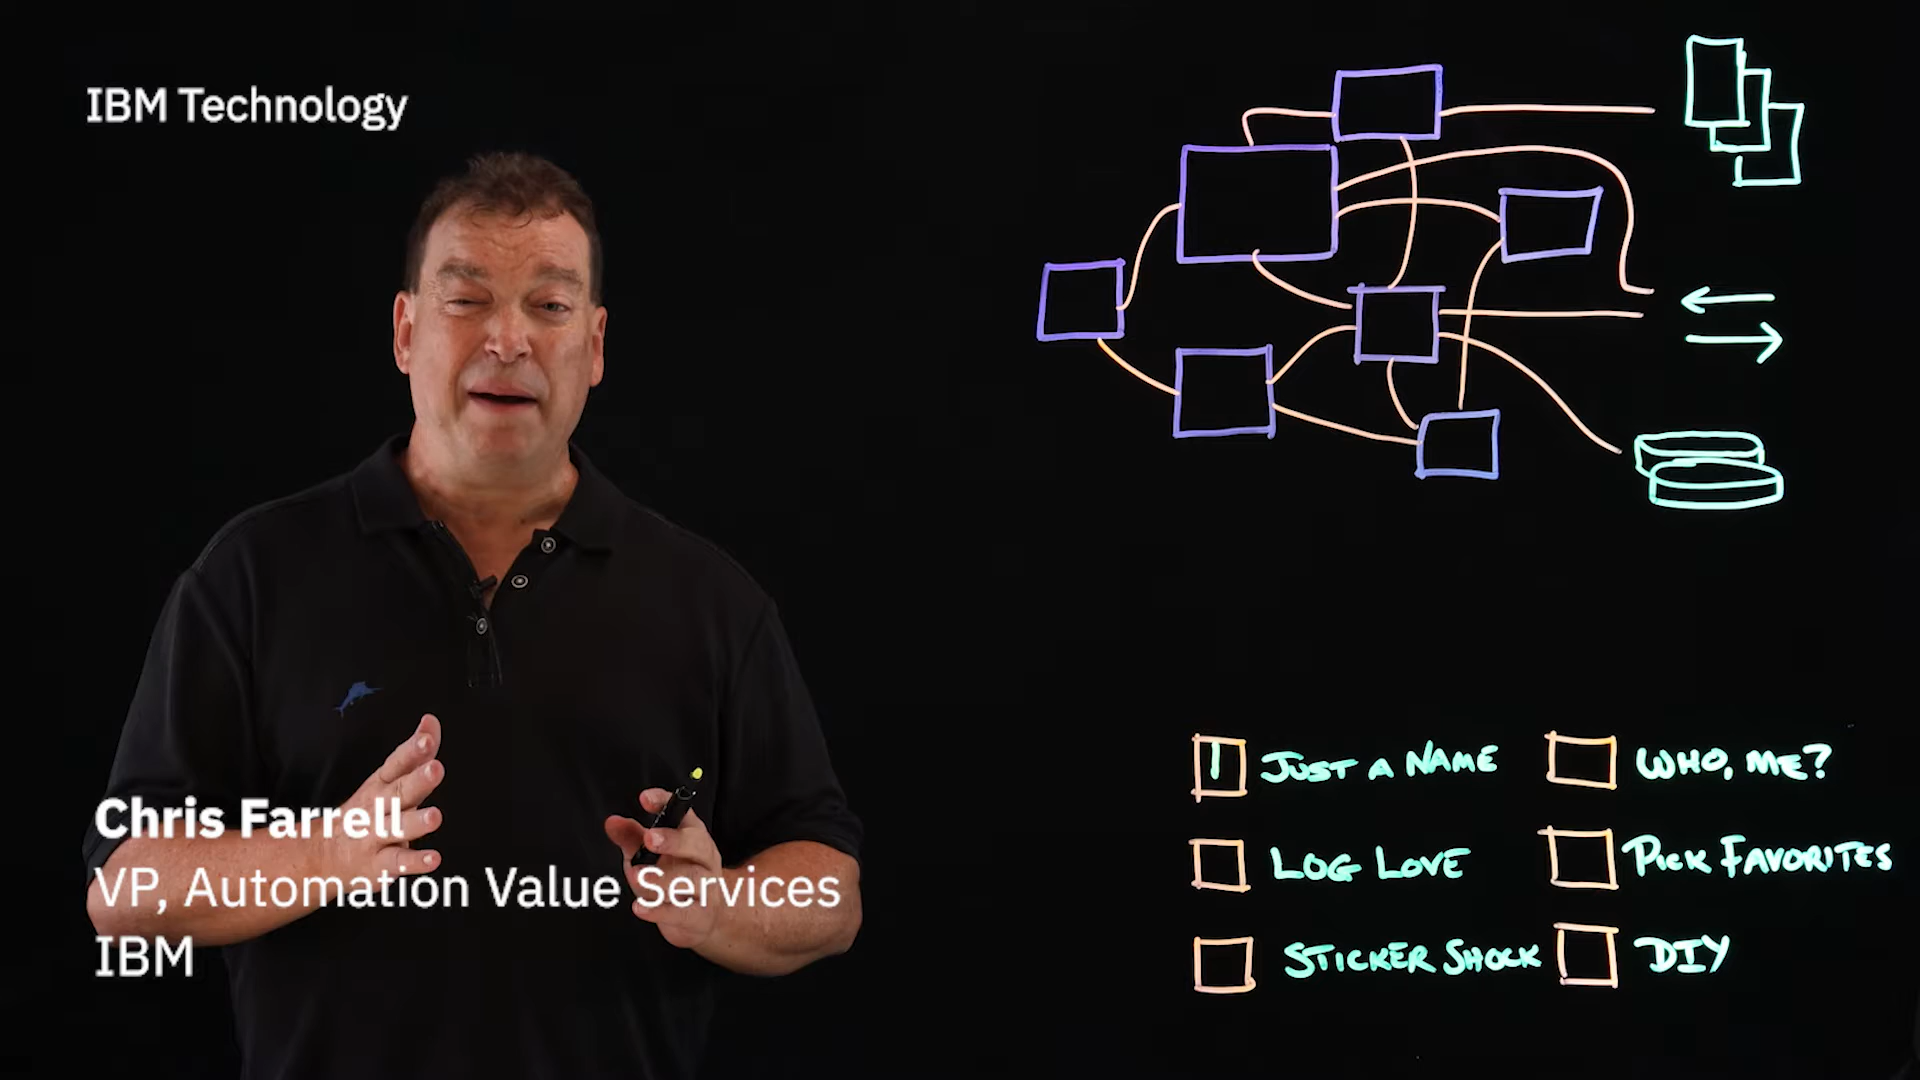 IBM Technology
Chris Farrell
VP, Automation Value Services
IBM
1 JUST A NAME
LOG LOVE
STICKER SHOCK
WHO, ME?
PICK FAVORITES
DIY